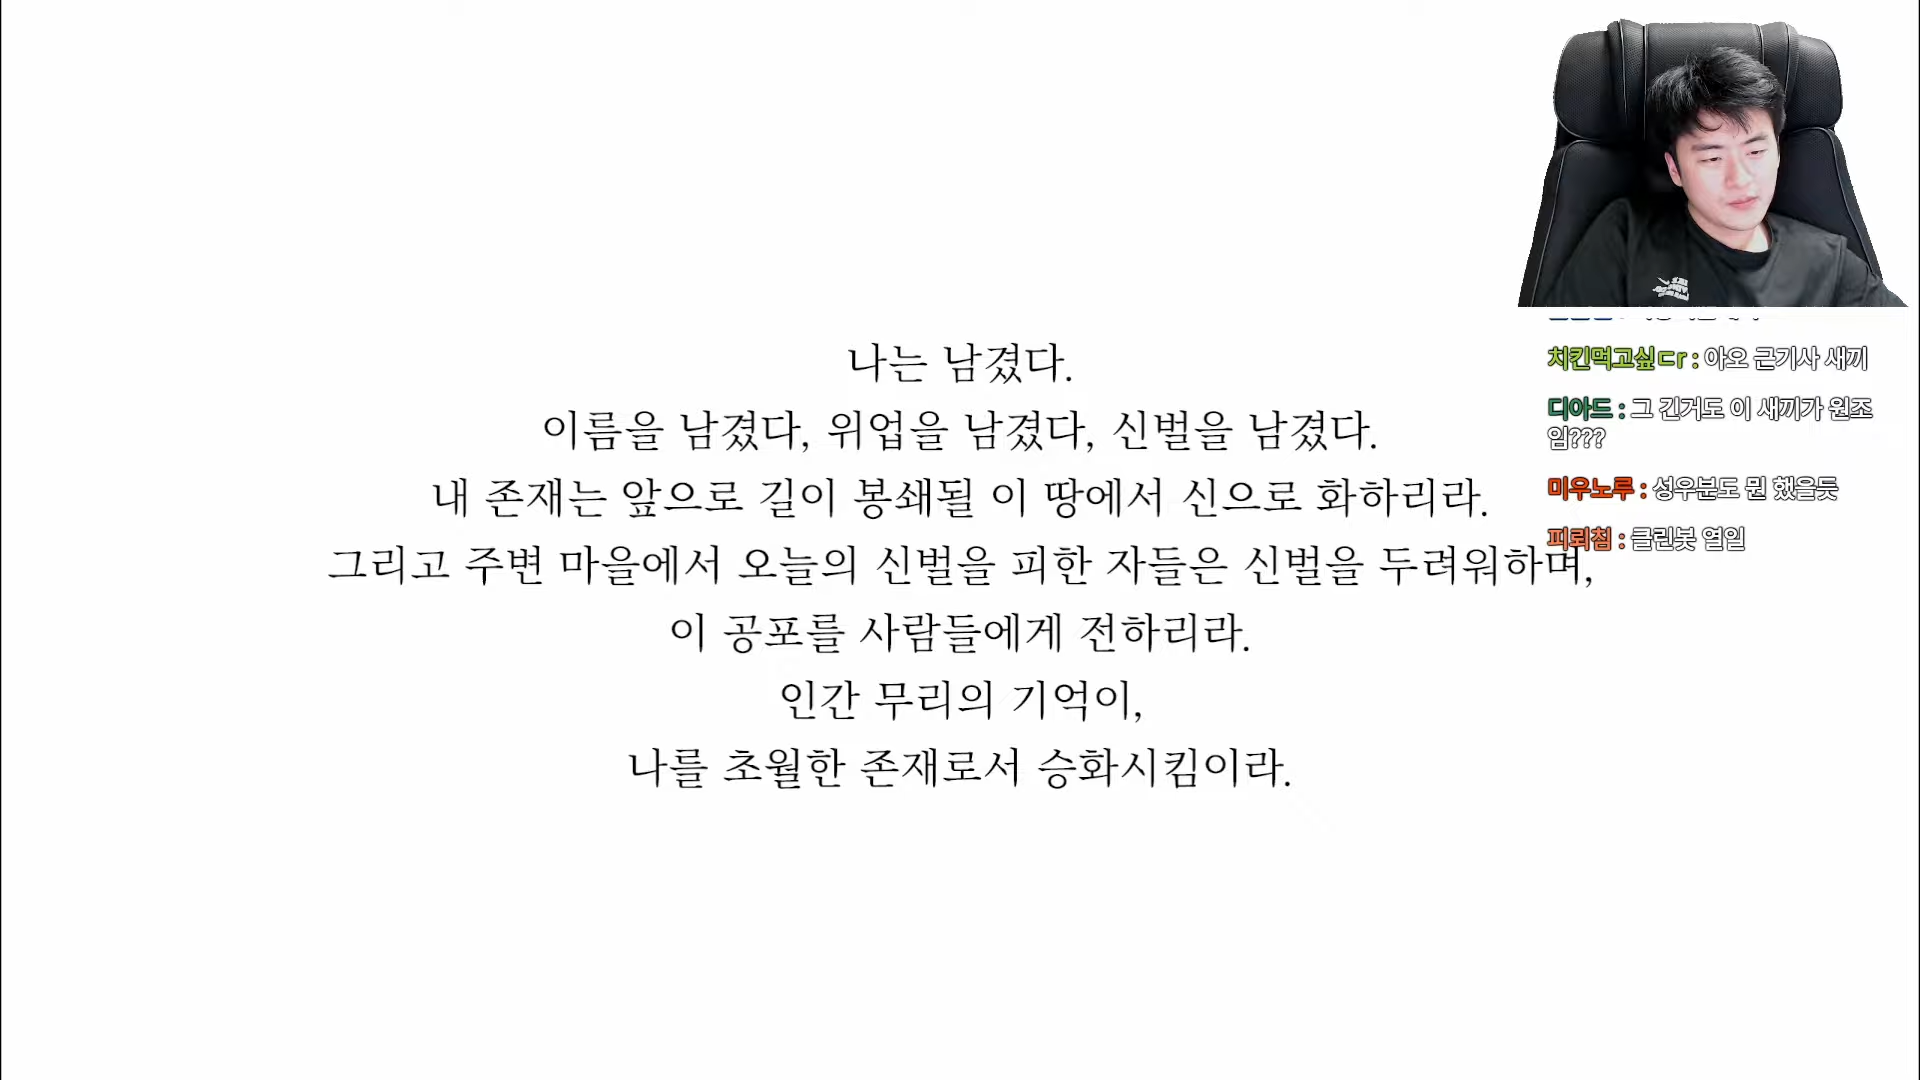 나는 남겼다.
이름을 남겼다, 위업을 남겼다, 신벌을 남겼다.
내 존재는 앞으로 길이 봉쇄될 이 땅에서 신으로 화하리라.
그리고 주변 마을에서 오늘의 신벌을 피한 자들은 신벌을 두려워하며,
이 공포를 사람들에게 전하리라.
인간 무리의 기억이,
나를 초월한 존재로서 승화시킴이라.
치킨먹고싶ㄷr : 아오 근기사 새끼
디아드 : 그 긴거도 이 새끼가 원조
임???
미우노루 : 성우분도 뭔 했을듯
피뢰침 : 클린봇 열일